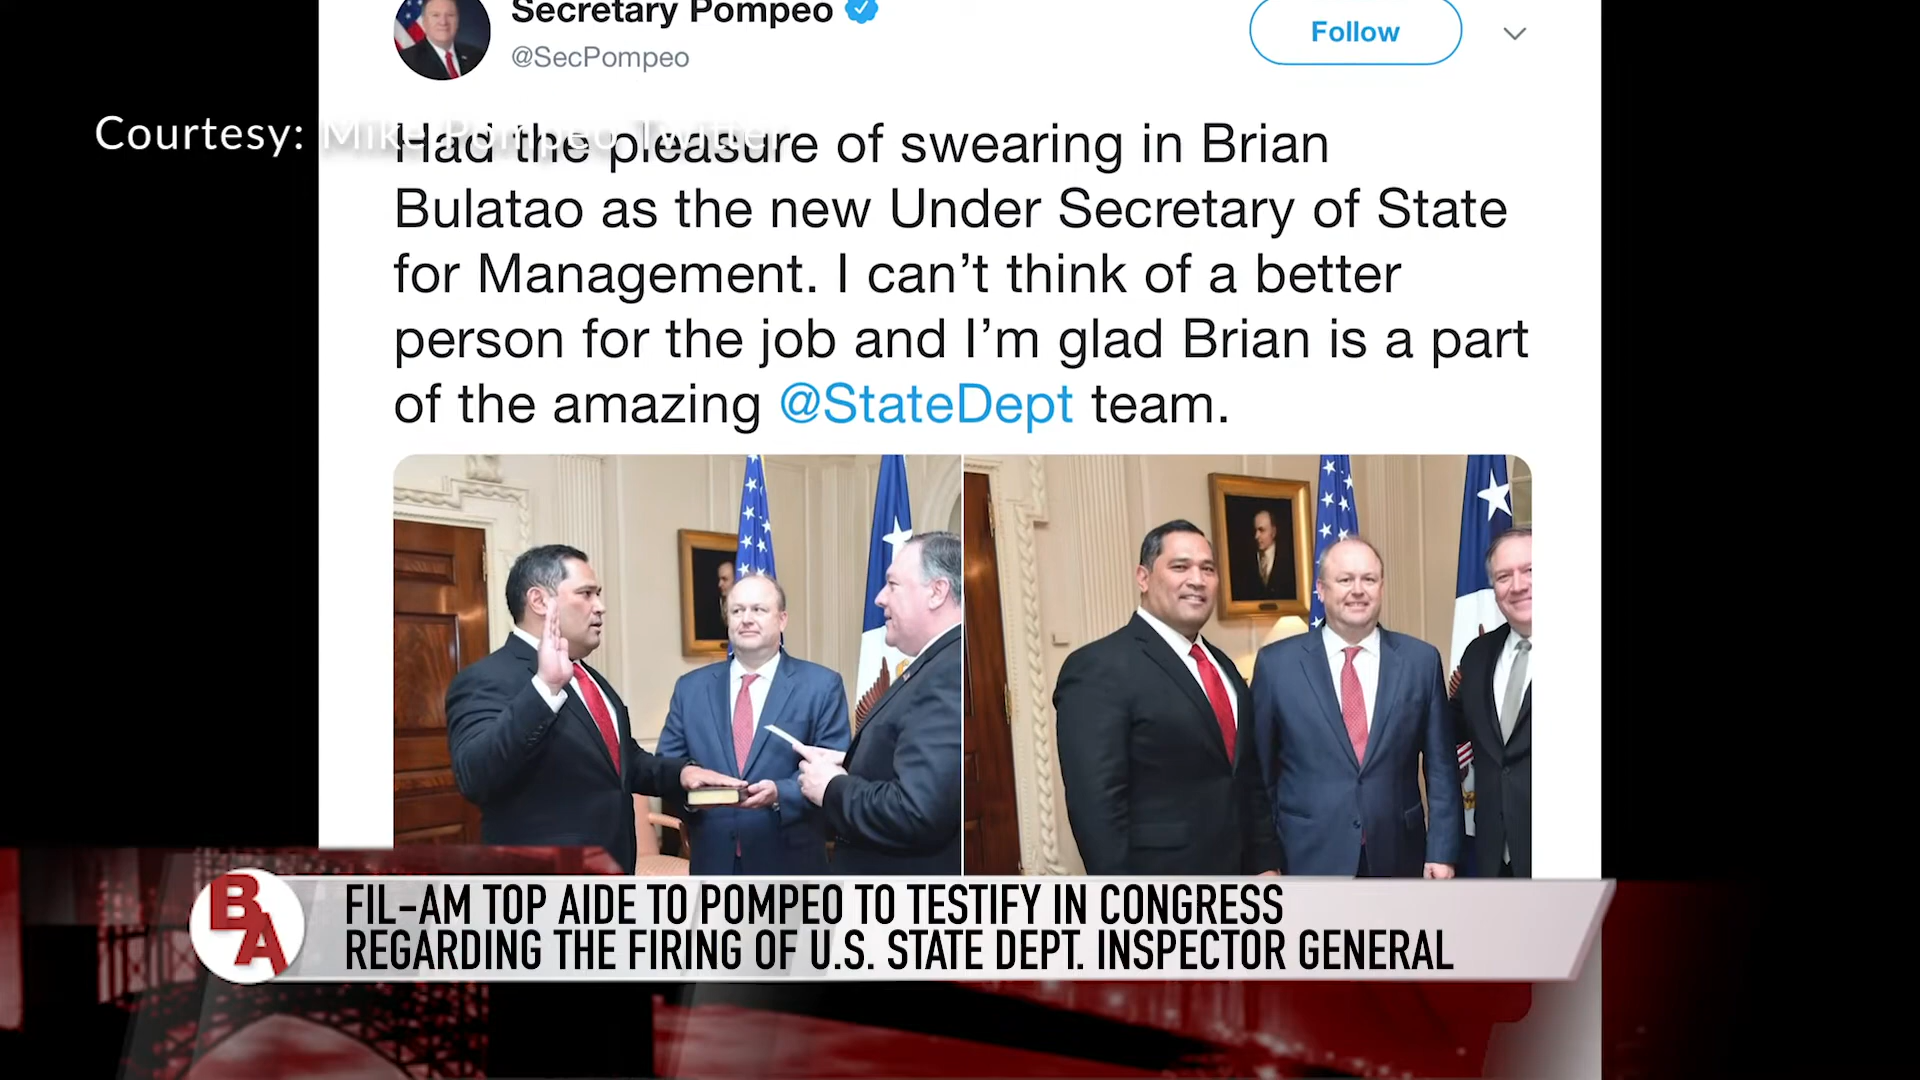 Secretary Pompeo
@SecPompeo
Follow
Courtesy: Mike Pompeo Twitter
Had the pleasure of swearing in Brian
Bulatao as the new Under Secretary of State
for Management. I can’t think of a better
person for the job and I’m glad Brian is a part
of the amazing @StateDept team.
BA
FIL-AM TOP AIDE TO POMPEO TO TESTIFY IN CONGRESS
REGARDING THE FIRING OF U.S. STATE DEPT. INSPECTOR GENERAL